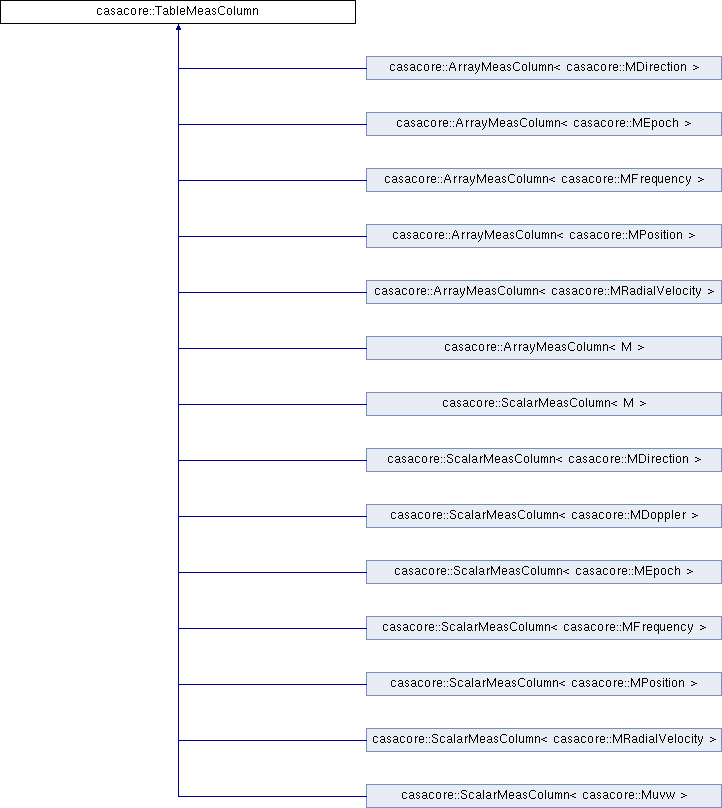 casacore::TableMeasColumn
casacore::ArrayMeasColumn< casacore::MDirection >
casacore::ArrayMeasColumn< casacore::MEpoch >
casacore::ArrayMeasColumn< casacore::MFrequency >
casacore::ArrayMeasColumn< casacore::MPosition >
casacore::ArrayMeasColumn< casacore::MRadialVelocity >
casacore::ArrayMeasColumn< M >
casacore::ScalarMeasColumn< M >
casacore::ScalarMeasColumn< casacore::MDirection >
casacore::ScalarMeasColumn< casacore::MDoppler >
casacore::ScalarMeasColumn< casacore::MEpoch >
casacore::ScalarMeasColumn< casacore::MFrequency >
casacore::ScalarMeasColumn< casacore::MPosition >
casacore::ScalarMeasColumn< casacore::MRadialVelocity >
casacore::ScalarMeasColumn< casacore::Muvw >